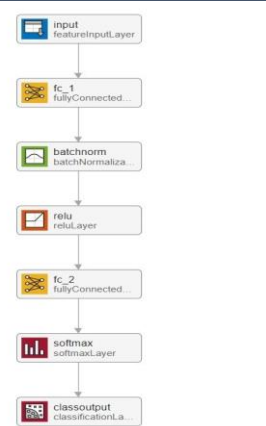 input
featureInputLayer
fc_1
fullyConnected...
batchnorm
batchNormaliza...
relu
reluLayer
fc_2
fullyConnected...
softmax
softmaxLayer
classoutput
classificationLa...